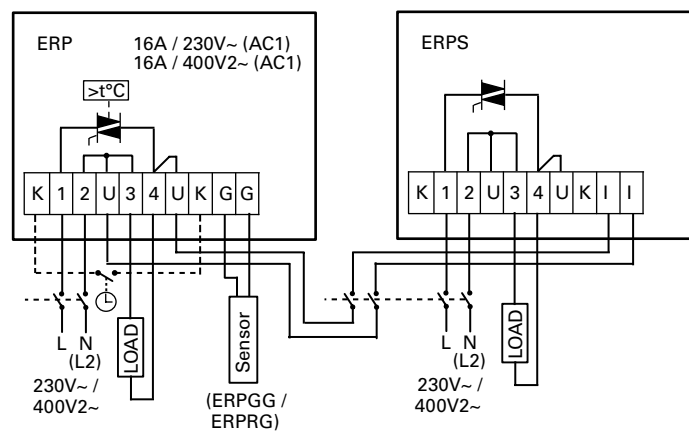 ERP
16A / 230V~ (AC1)
16A / 400V2~ (AC1)
>t°C
K 1 2 U 3 4 U K G G
L N
(L2)
230V~ /
400V2~
LOAD
Sensor
(ERPGG /
ERPRG)
ERPS
K 1 2 U 3 4 U K I I
L N
(L2)
230V~ /
400V2~
LOAD